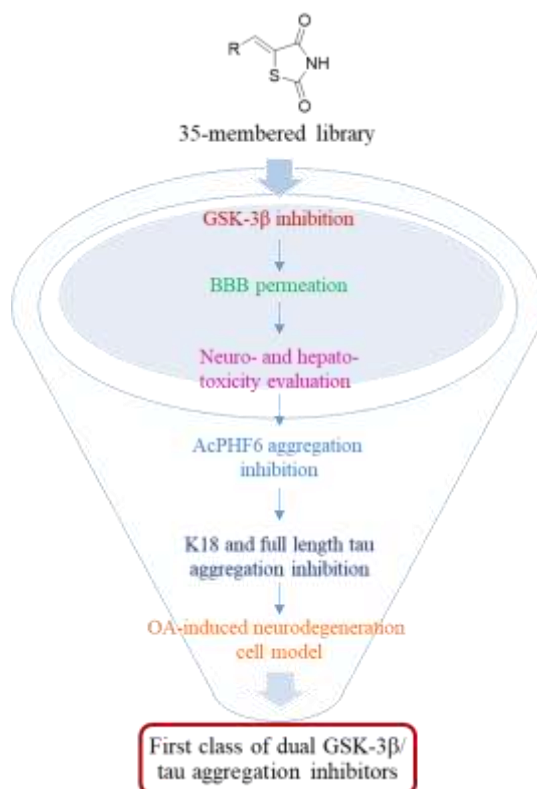 O
R
NH
S
O
35-membered library
GSK-3β inhibition
BBB permeation
Neuro- and hepato-
toxicity evaluation
AcPHF6 aggregation
inhibition
K18 and full length tau
aggregation inhibition
OA-induced neurodegeneration
cell model
First class of dual GSK-3β/
tau aggregation inhibitors